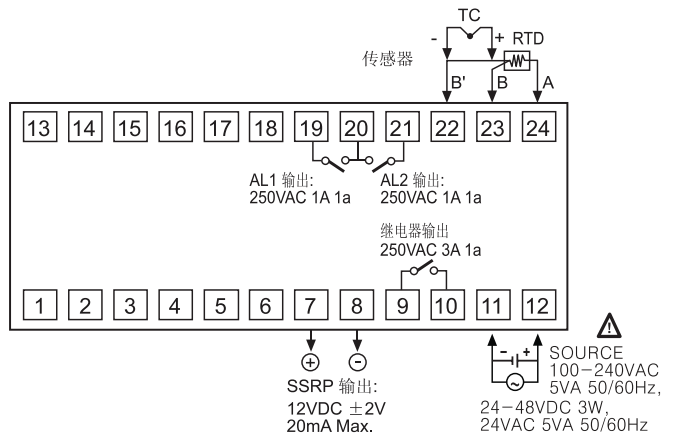 TC
- +
RTD
传感器
B' B A
13 14 15 16 17 18 19 20 21 22 23 24
AL1 输出: AL2 输出:
250VAC 1A 1a 250VAC 1A 1a
继电器输出
250VAC 3A 1a
1 2 3 4 5 6 7 8 9 10 11 12
+ -
- +
SSRP 输出:
12VDC ±2V
20mA Max.
!
SOURCE
100-240VAC
5VA 50/60Hz,
24-48VDC 3W,
24VAC 5VA 50/60Hz